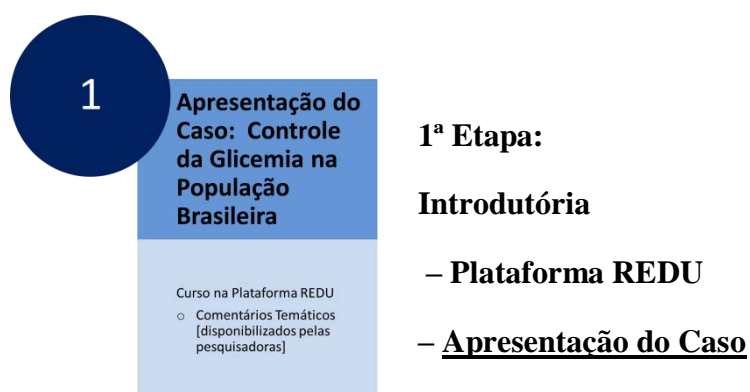 1
Apresentação do
Caso: Controle
da Glicemia na
População
Brasileira
Curso na Plataforma REDU
o Comentários Temáticos
[disponibilizados pelas
pesquisadoras]
1ª Etapa:
Introdutória
– Plataforma REDU
– Apresentação do Caso